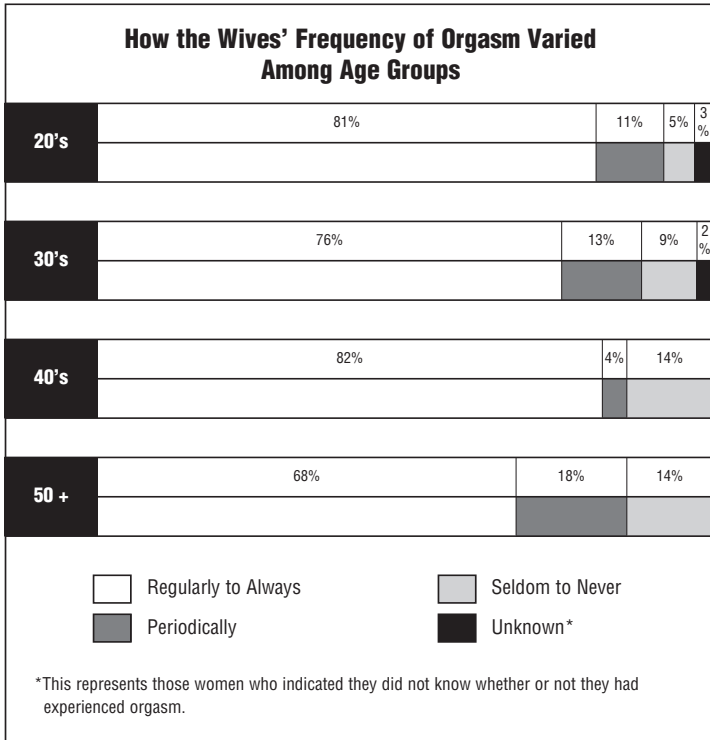 How the Wives’ Frequency of Orgasm Varied
Among Age Groups
20’s
81%
11%
5%
3
%
30’s
76%
13%
9%
2
%
40’s
82%
4%
14%
50 +
68%
18%
14%
Regularly to Always
Seldom to Never
Periodically
Unknown*
*This represents those women who indicated they did not know whether or not they had
experienced orgasm.